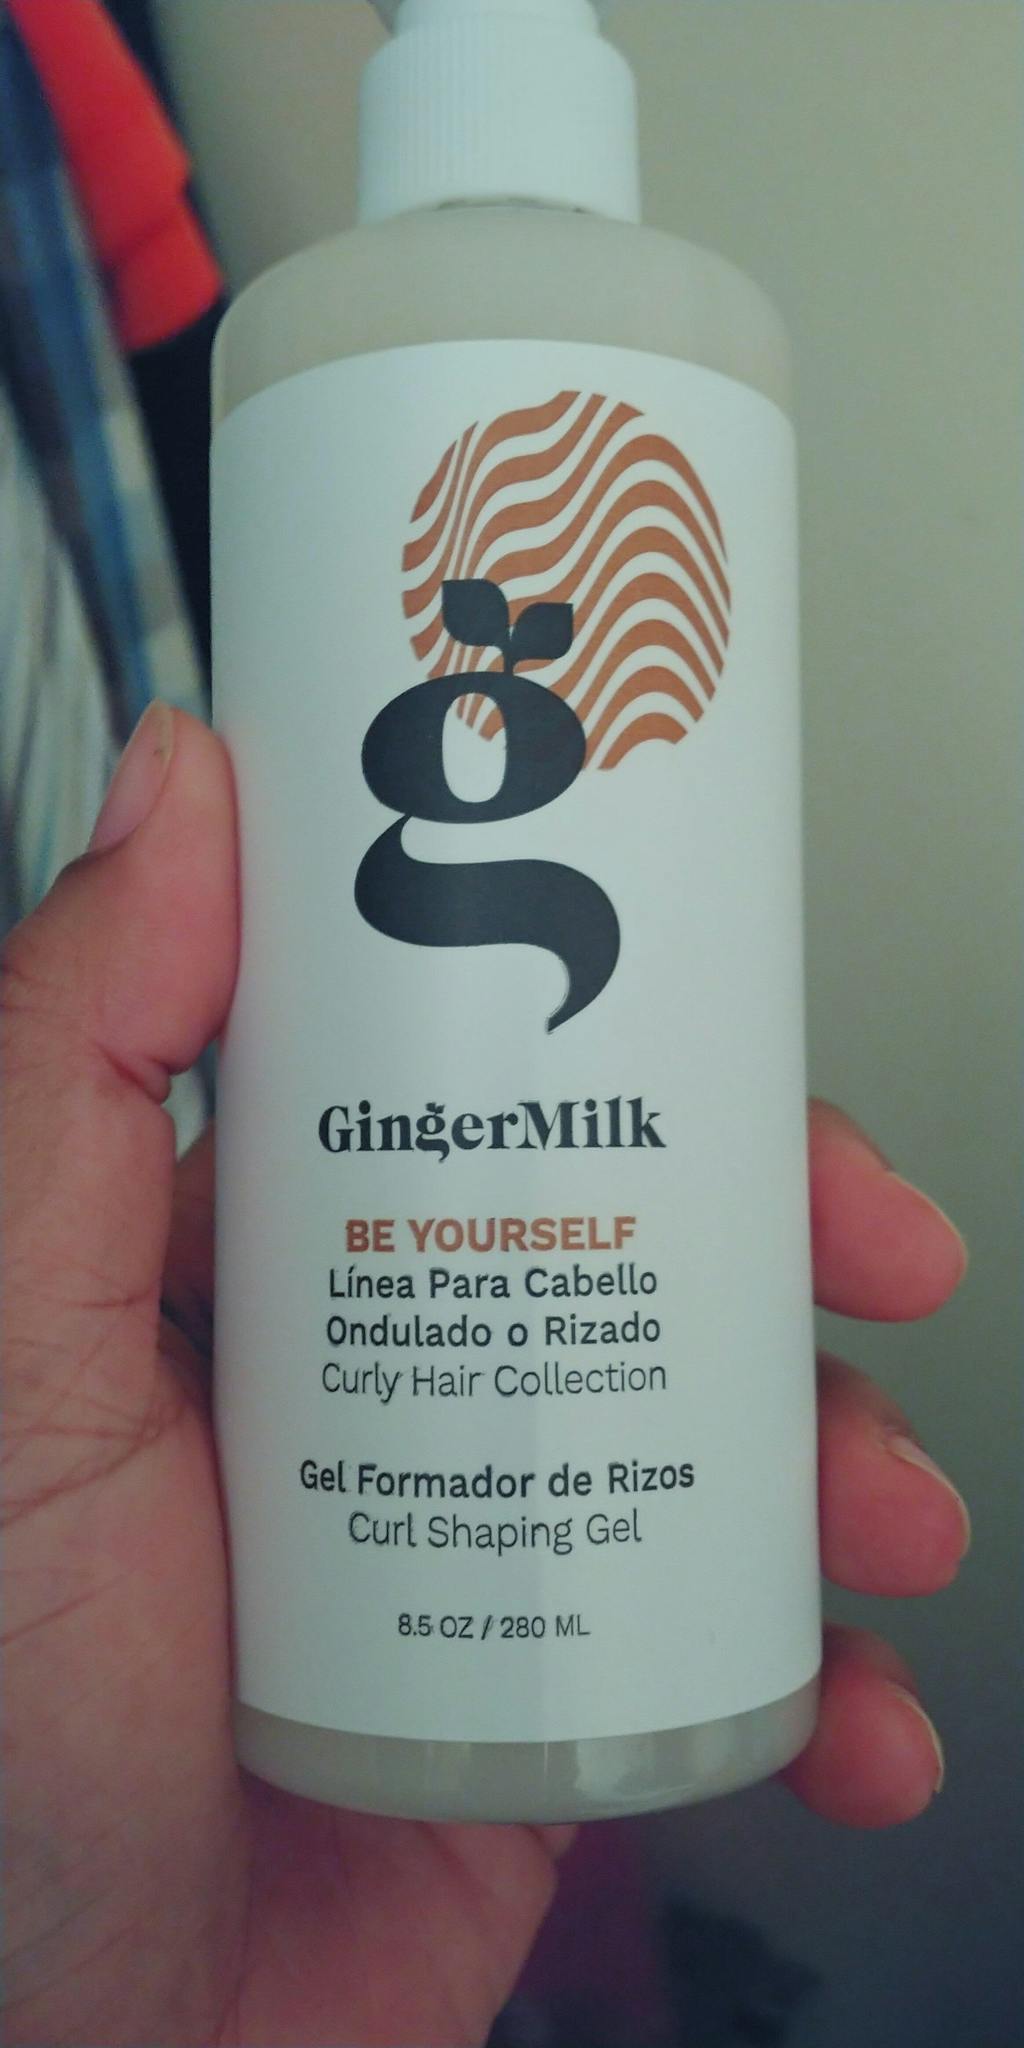 g
GingerMilk
BE YOURSELF
Línea Para Cabello
Ondulado o Rizado
Curly Hair Collection
Gel Formador de Rizos
Curl Shaping Gel
8.5 OZ / 280 ML